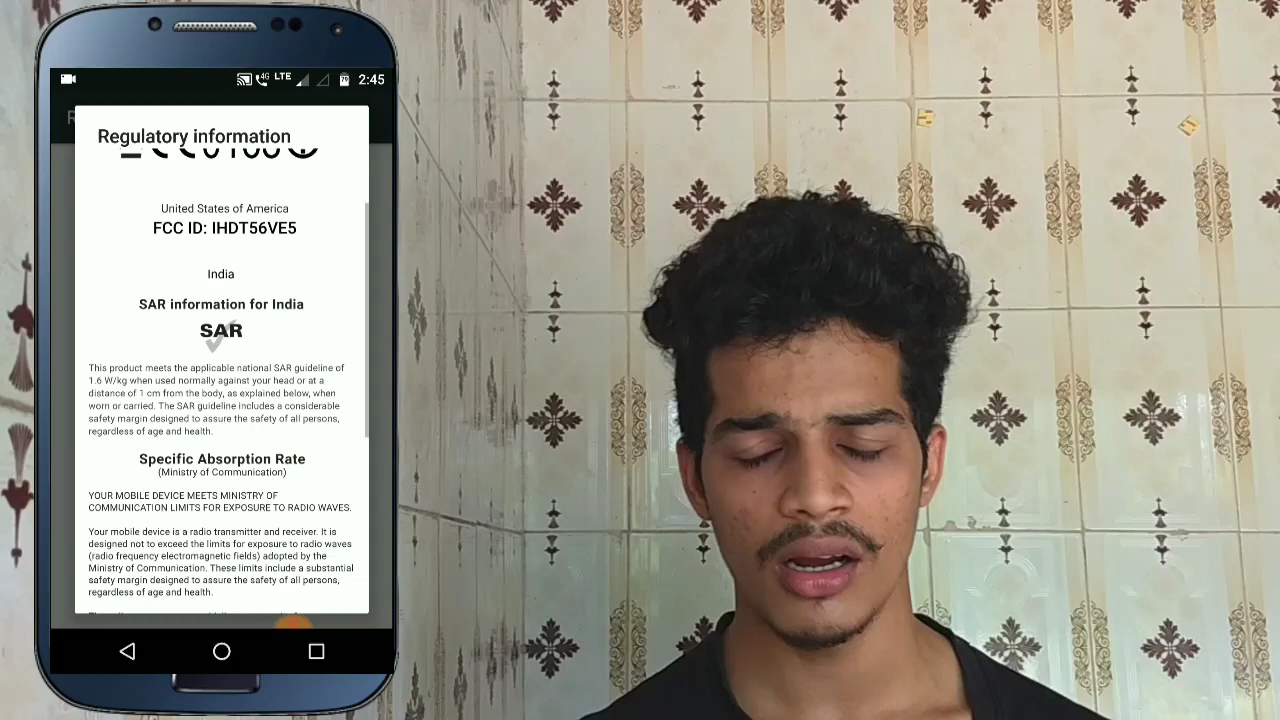 4G LTE 79 2:45
R
Regulatory information
United States of America
FCC ID: IHDT56VE5
India
SAR information for India
SAR
This product meets the applicable national SAR guideline of
1.6 W/kg when used normally against your head or at a
distance of 1 cm from the body, as explained below, when
worn or carried. The SAR guideline includes a considerable
safety margin designed to assure the safety of all persons,
regardless of age and health.
Specific Absorption Rate
(Ministry of Communication)
YOUR MOBILE DEVICE MEETS MINISTRY OF
COMMUNICATION LIMITS FOR EXPOSURE TO RADIO WAVES.
Your mobile device is a radio transmitter and receiver. It is
designed not to exceed the limits for exposure to radio waves
(radio frequency electromagnetic fields) adopted by the
Ministry of Communication. These limits include a substantial
safety margin designed to assure the safety of all persons,
regardless of age and health.